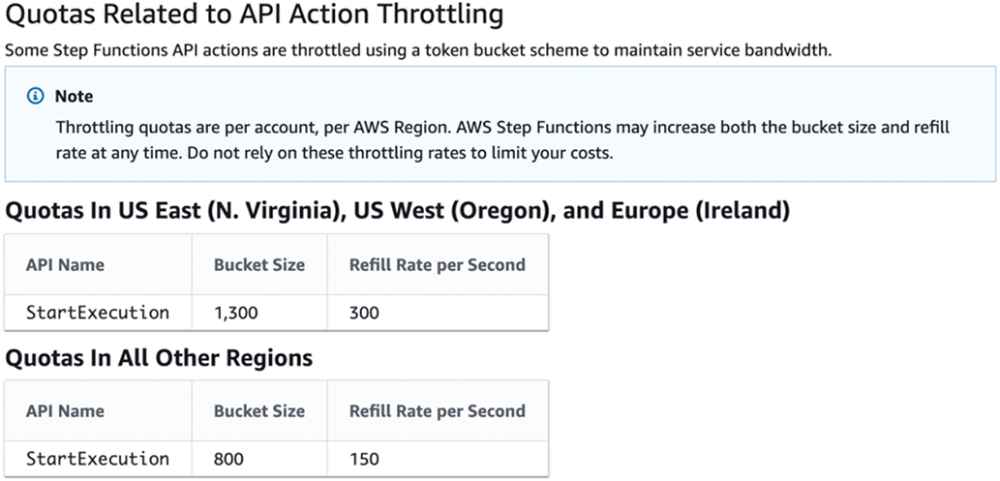 Quotas Related to API Action Throttling
Some Step Functions API actions are throttled using a token bucket scheme to maintain service bandwidth.
Note
Throttling quotas are per account, per AWS Region. AWS Step Functions may increase both the bucket size and refill
rate at any time. Do not rely on these throttling rates to limit your costs.
Quotas In US East (N. Virginia), US West (Oregon), and Europe (Ireland)
API Name Bucket Size Refill Rate per Second
StartExecution 1,300 300
Quotas In All Other Regions
API Name Bucket Size Refill Rate per Second
StartExecution 800 150